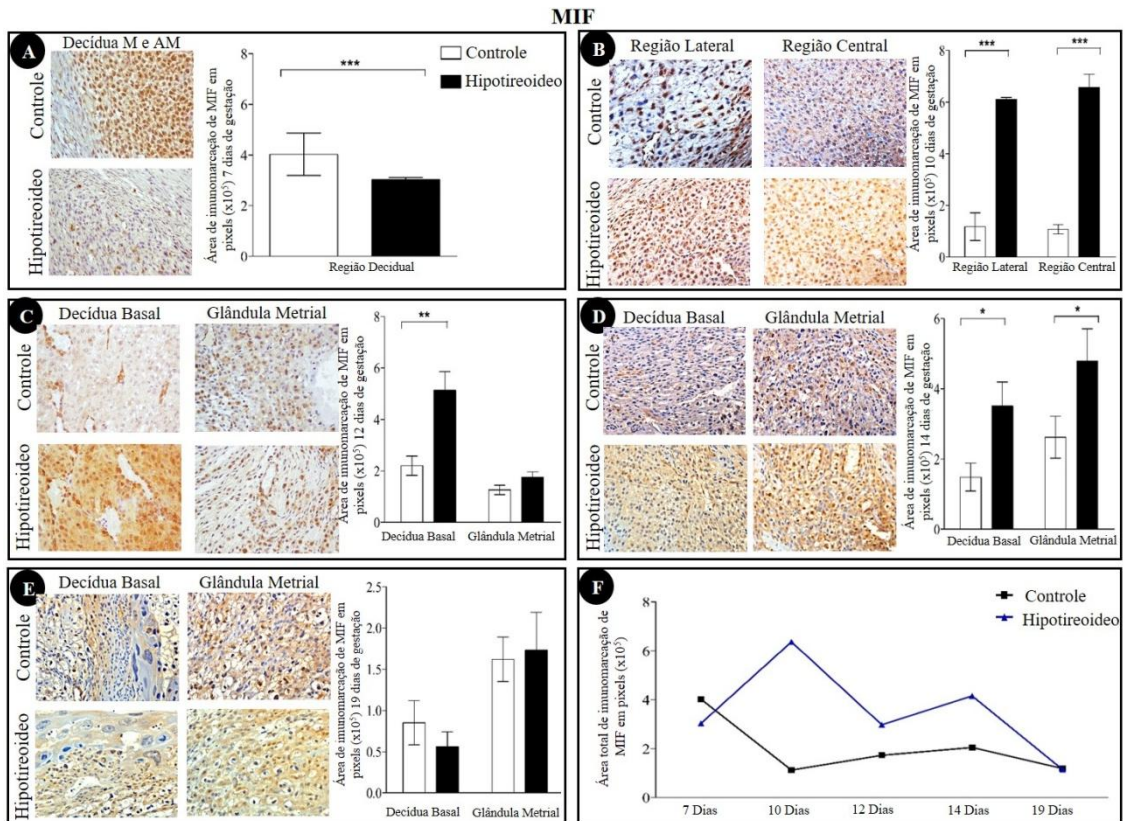 MIF
A
Decídua M e AM
Controle
Hipotireoideo
Área de imunomarcação de MIF em
pixels (x10⁵) 7 dias de gestação
8
6
4
2
0
***
Controle
Hipotireoideo
Região Decidual
B
Região Lateral
Região Central
Controle
Hipotireoideo
Área de imunomarcação de MIF em
pixels (x10⁵) 10 dias de gestação
8
6
4
2
0
***
***
Região Lateral
Região Central
C
Decídua Basal
Glândula Metrial
Controle
Hipotireoideo
Área de imunomarcação de MIF em
pixels (x10⁵) 12 dias de gestação
8
6
4
2
0
**
Decídua Basal
Glândula Metrial
D
Decídua Basal
Glândula Metrial
Controle
Hipotireoideo
Área de imunomarcação de MIF em
pixels (x10⁵) 14 dias de gestação
6
4
2
0
*
*
Decídua Basal
Glândula Metrial
E
Decídua Basal
Glândula Metrial
Controle
Hipotireoideo
Área de imunomarcação de MIF em
pixels (x10⁵) 19 dias de gestação
2.5
2.0
1.5
1.0
0.5
0.0
Decídua Basal
Glândula Metrial
F
Controle
Hipotireoideo
Área total de imunomarcação de
MIF em pixels (x10⁵)
8
6
4
2
0
7 Dias
10 Dias
12 Dias
14 Dias
19 Dias